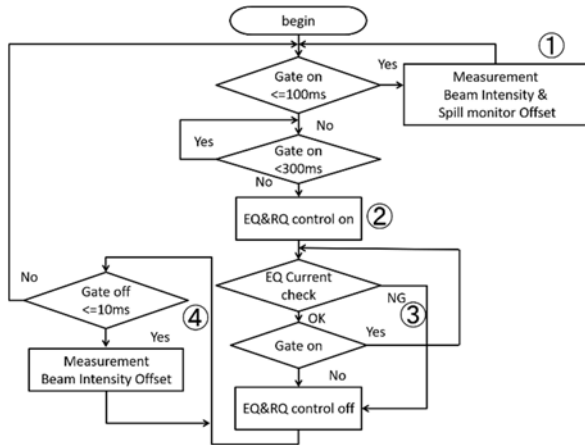 begin
①
Yes
Gate on
<=100ms
Measurement
Beam Intensity &
Spill monitor Offset
No
Yes
Gate on
<300ms
No
EQ&RQ control on
②
No
EQ Current
check
NG
Gate off
<=10ms
④
③
OK
Yes
Yes
Gate on
Measurement
Beam Intensity Offset
No
EQ&RQ control off